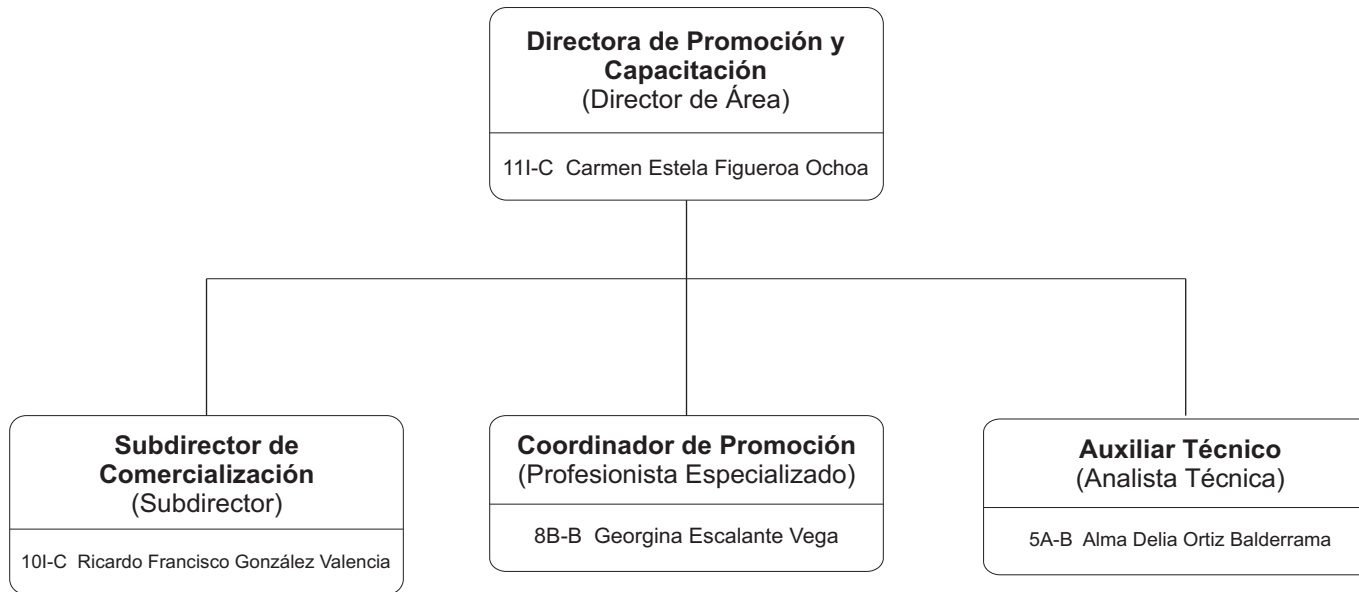 Directora de Promoción y
Capacitación
(Director de Área)
11I-C Carmen Estela Figueroa Ochoa
Subdirector de
Comercialización
(Subdirector)
10I-C Ricardo Francisco González Valencia
Coordinador de Promoción
(Profesionista Especializado)
8B-B Georgina Escalante Vega
Auxiliar Técnico
(Analista Técnica)
5A-B Alma Delia Ortiz Balderrama